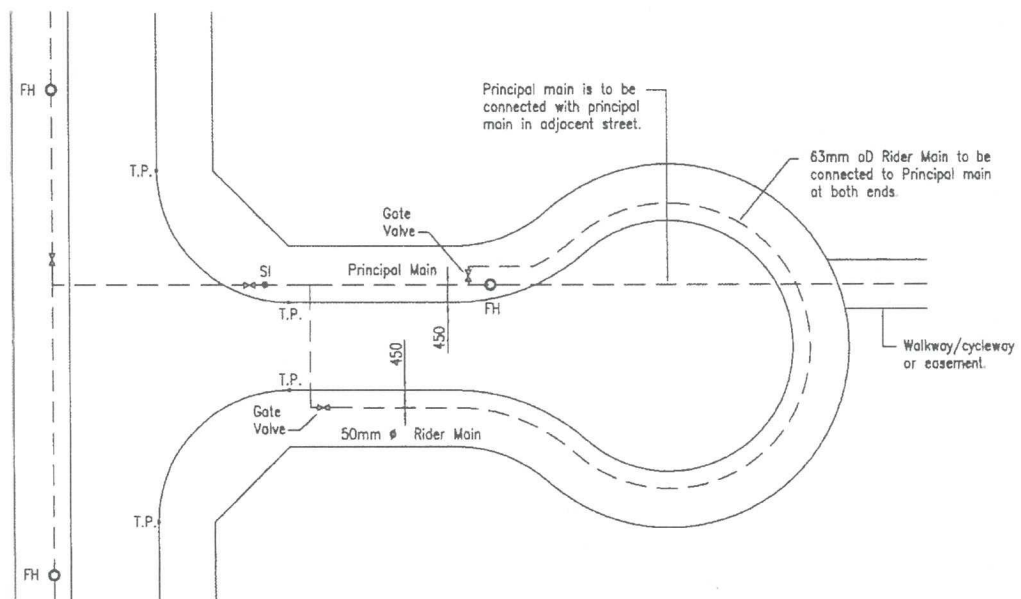 FH
Principal main is to be
connected with principal
main in adjacent street.
63mm oD Rider Main to be
connected to Principal main
at both ends.
T.P.
Gate
Valve
SI
Principal Main
FH
T.P.
450
450
Walkway/cycleway
or easement.
T.P.
Gate
Valve
50mm ø Rider Main
T.P.
FH